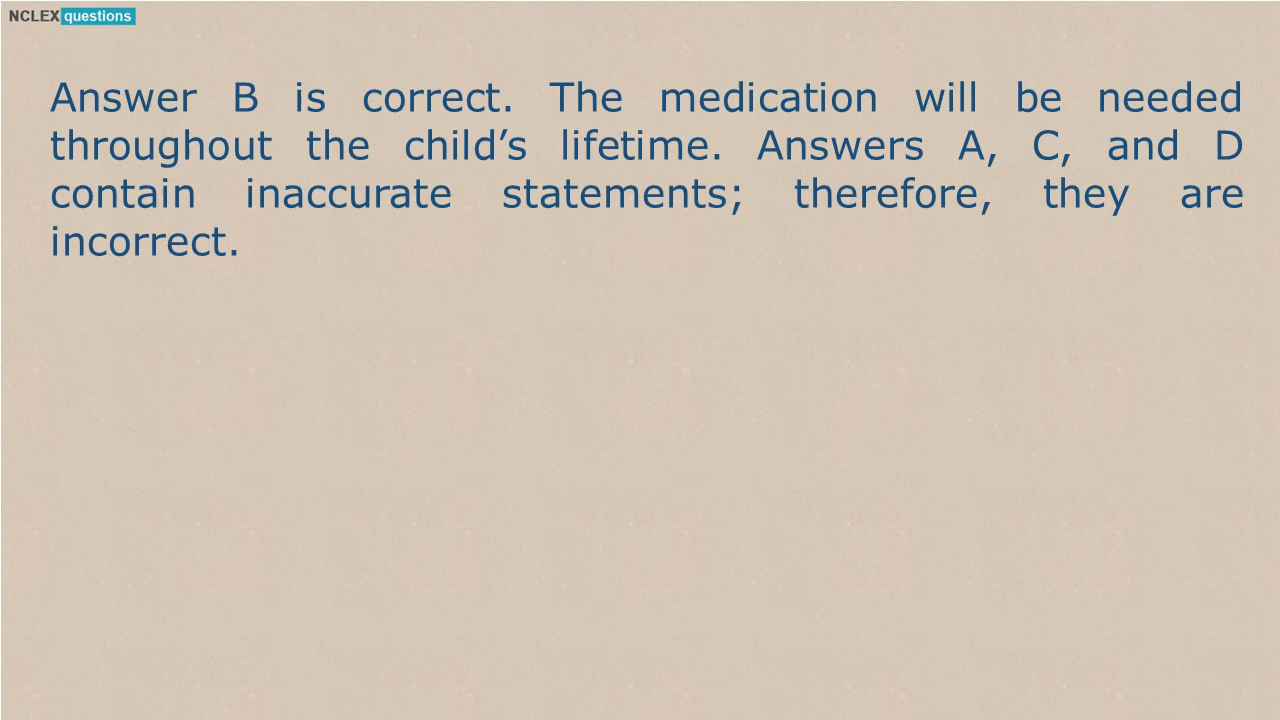 NCLEX questions
Answer B is correct. The medication will be needed
throughout the child’s lifetime. Answers A, C, and D
contain inaccurate statements; therefore, they are
incorrect.